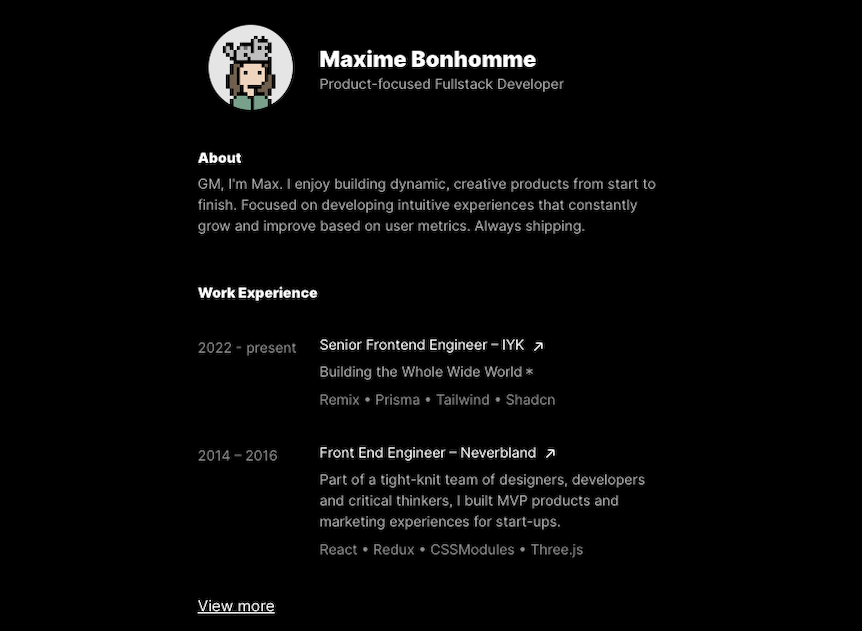 Maxime Bonhomme
Product-focused Fullstack Developer
About
GM, I'm Max. I enjoy building dynamic, creative products from start to
finish. Focused on developing intuitive experiences that constantly
grow and improve based on user metrics. Always shipping.
Work Experience
2022 - present
Senior Frontend Engineer – IYK ↗
Building the Whole Wide World *
Remix • Prisma • Tailwind • Shadcn
2014 – 2016
Front End Engineer – Neverbland ↗
Part of a tight-knit team of designers, developers
and critical thinkers, I built MVP products and
marketing experiences for start-ups.
React • Redux • CSSModules • Three.js
View more